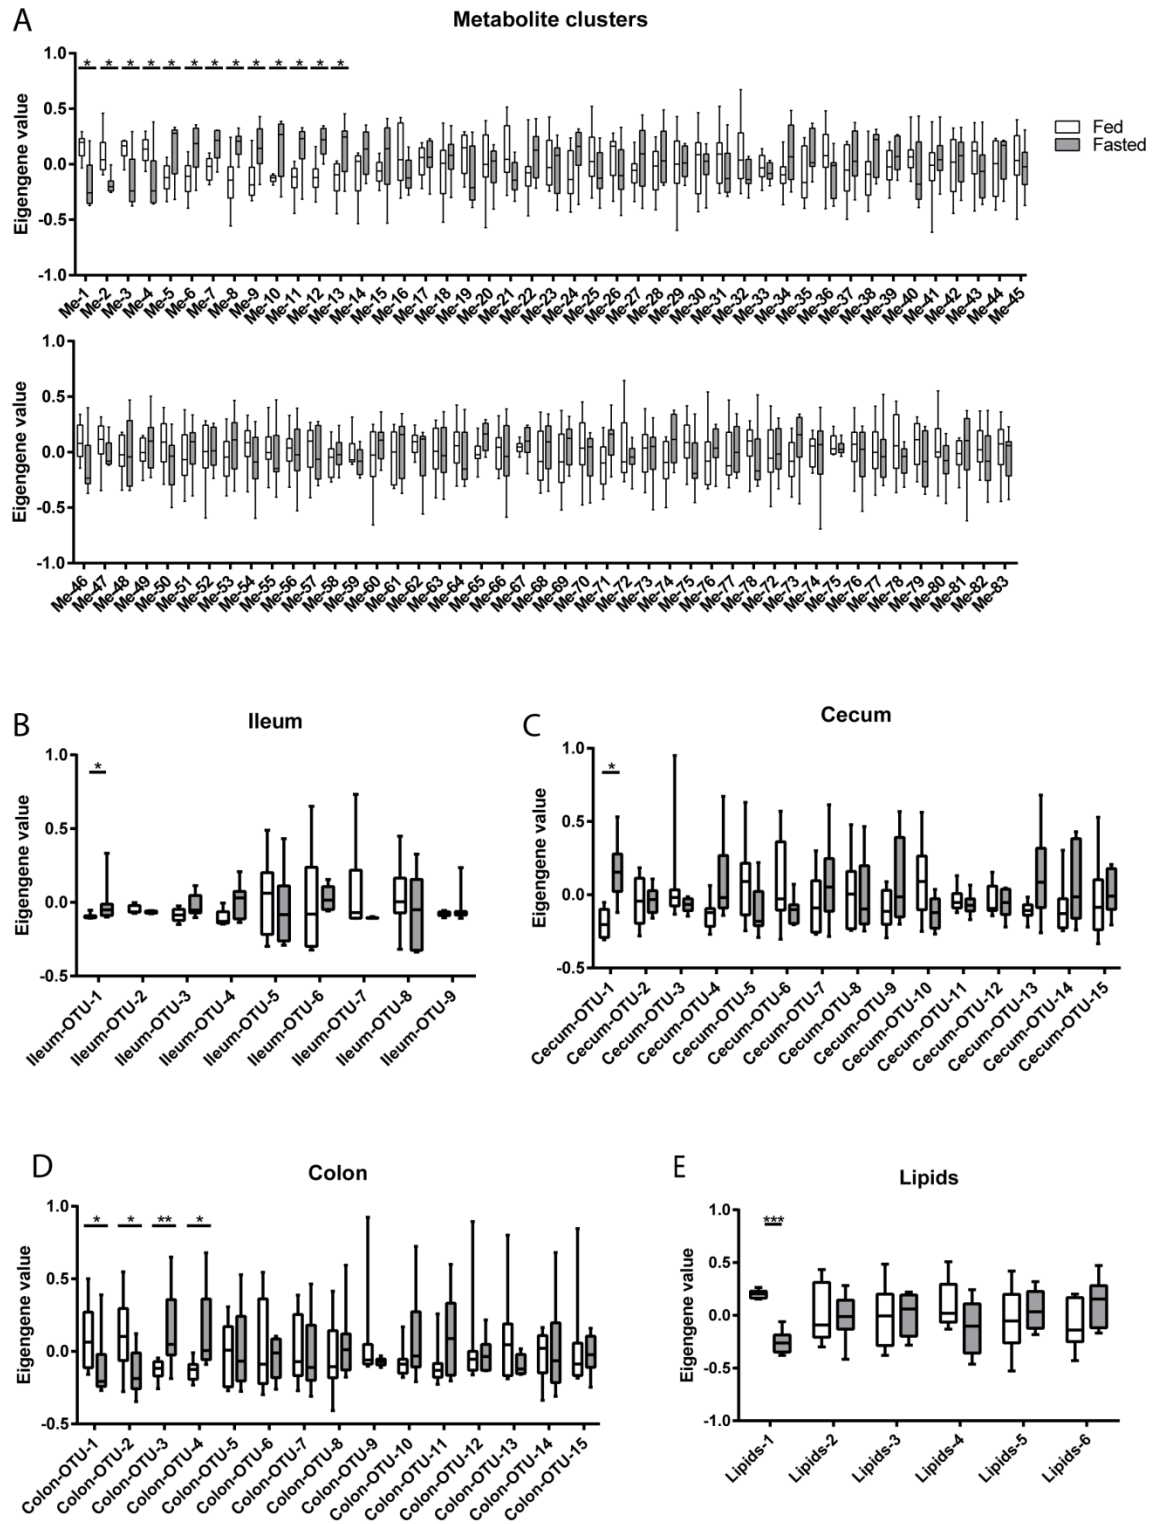 A
Metabolite clusters
Eigengene value
1.0
0.5
0.0
-0.5
-1.0
* * * * * * * * * * * * *
Fed
Fasted
Me-1 Me-2 Me-3 Me-4 Me-5 Me-6 Me-7 Me-8 Me-9 Me-10 Me-11 Me-12 Me-13 Me-14 Me-15 Me-16 Me-17 Me-18 Me-19 Me-20 Me-21 Me-22 Me-23 Me-24 Me-25 Me-26 Me-27 Me-28 Me-29 Me-30 Me-31 Me-32 Me-33 Me-34 Me-35 Me-36 Me-37 Me-38 Me-39 Me-40 Me-41 Me-42 Me-43 Me-44 Me-45
Eigengene value
1.0
0.5
0.0
-0.5
-1.0
Me-46 Me-47 Me-48 Me-49 Me-50 Me-51 Me-52 Me-53 Me-54 Me-55 Me-56 Me-57 Me-58 Me-59 Me-60 Me-61 Me-62 Me-63 Me-64 Me-65 Me-66 Me-67 Me-68 Me-69 Me-70 Me-71 Me-72 Me-73 Me-74 Me-75 Me-76 Me-77 Me-78 Me-72 Me-73 Me-74 Me-75 Me-76 Me-77 Me-78 Me-79 Me-80 Me-81 Me-82 Me-83
B
Ileum
Eigengene value
1.0
0.5
0.0
-0.5
*
Ileum-OTU-1 Ileum-OTU-2 Ileum-OTU-3 Ileum-OTU-4 Ileum-OTU-5 Ileum-OTU-6 Ileum-OTU-7 Ileum-OTU-8 Ileum-OTU-9
C
Cecum
Eigengene value
1.0
0.5
0.0
-0.5
*
Cecum-OTU-1 Cecum-OTU-2 Cecum-OTU-3 Cecum-OTU-4 Cecum-OTU-5 Cecum-OTU-6 Cecum-OTU-7 Cecum-OTU-8 Cecum-OTU-9 Cecum-OTU-10 Cecum-OTU-11 Cecum-OTU-12 Cecum-OTU-13 Cecum-OTU-14 Cecum-OTU-15
D
Colon
Eigengene value
1.0
0.5
0.0
-0.5
* * ** *
Colon-OTU-1 Colon-OTU-2 Colon-OTU-3 Colon-OTU-4 Colon-OTU-5 Colon-OTU-6 Colon-OTU-7 Colon-OTU-8 Colon-OTU-9 Colon-OTU-10 Colon-OTU-11 Colon-OTU-12 Colon-OTU-13 Colon-OTU-14 Colon-OTU-15
E
Lipids
Eigengene value
1.0
0.5
0.0
-0.5
-1.0
***
Lipids-1 Lipids-2 Lipids-3 Lipids-4 Lipids-5 Lipids-6